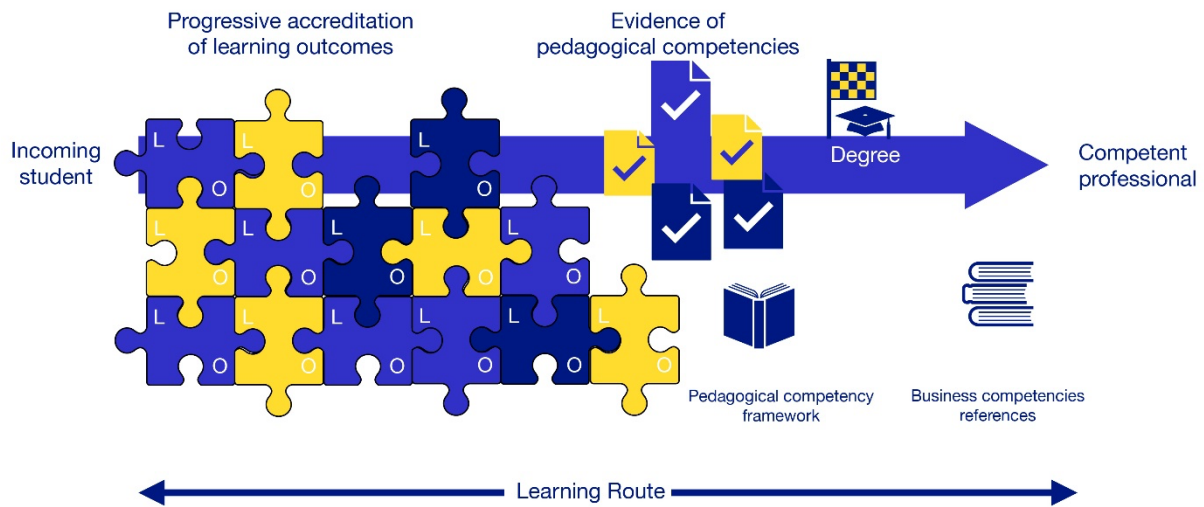 Progressive accreditation
of learning outcomes
Evidence of
pedagogical competencies
Incoming
student
Degree
Competent
professional
L L L
O O O
L L L L L
O O O O O
L L L L L L
O O O O O O
Pedagogical competency
framework
Business competencies
references
Learning Route